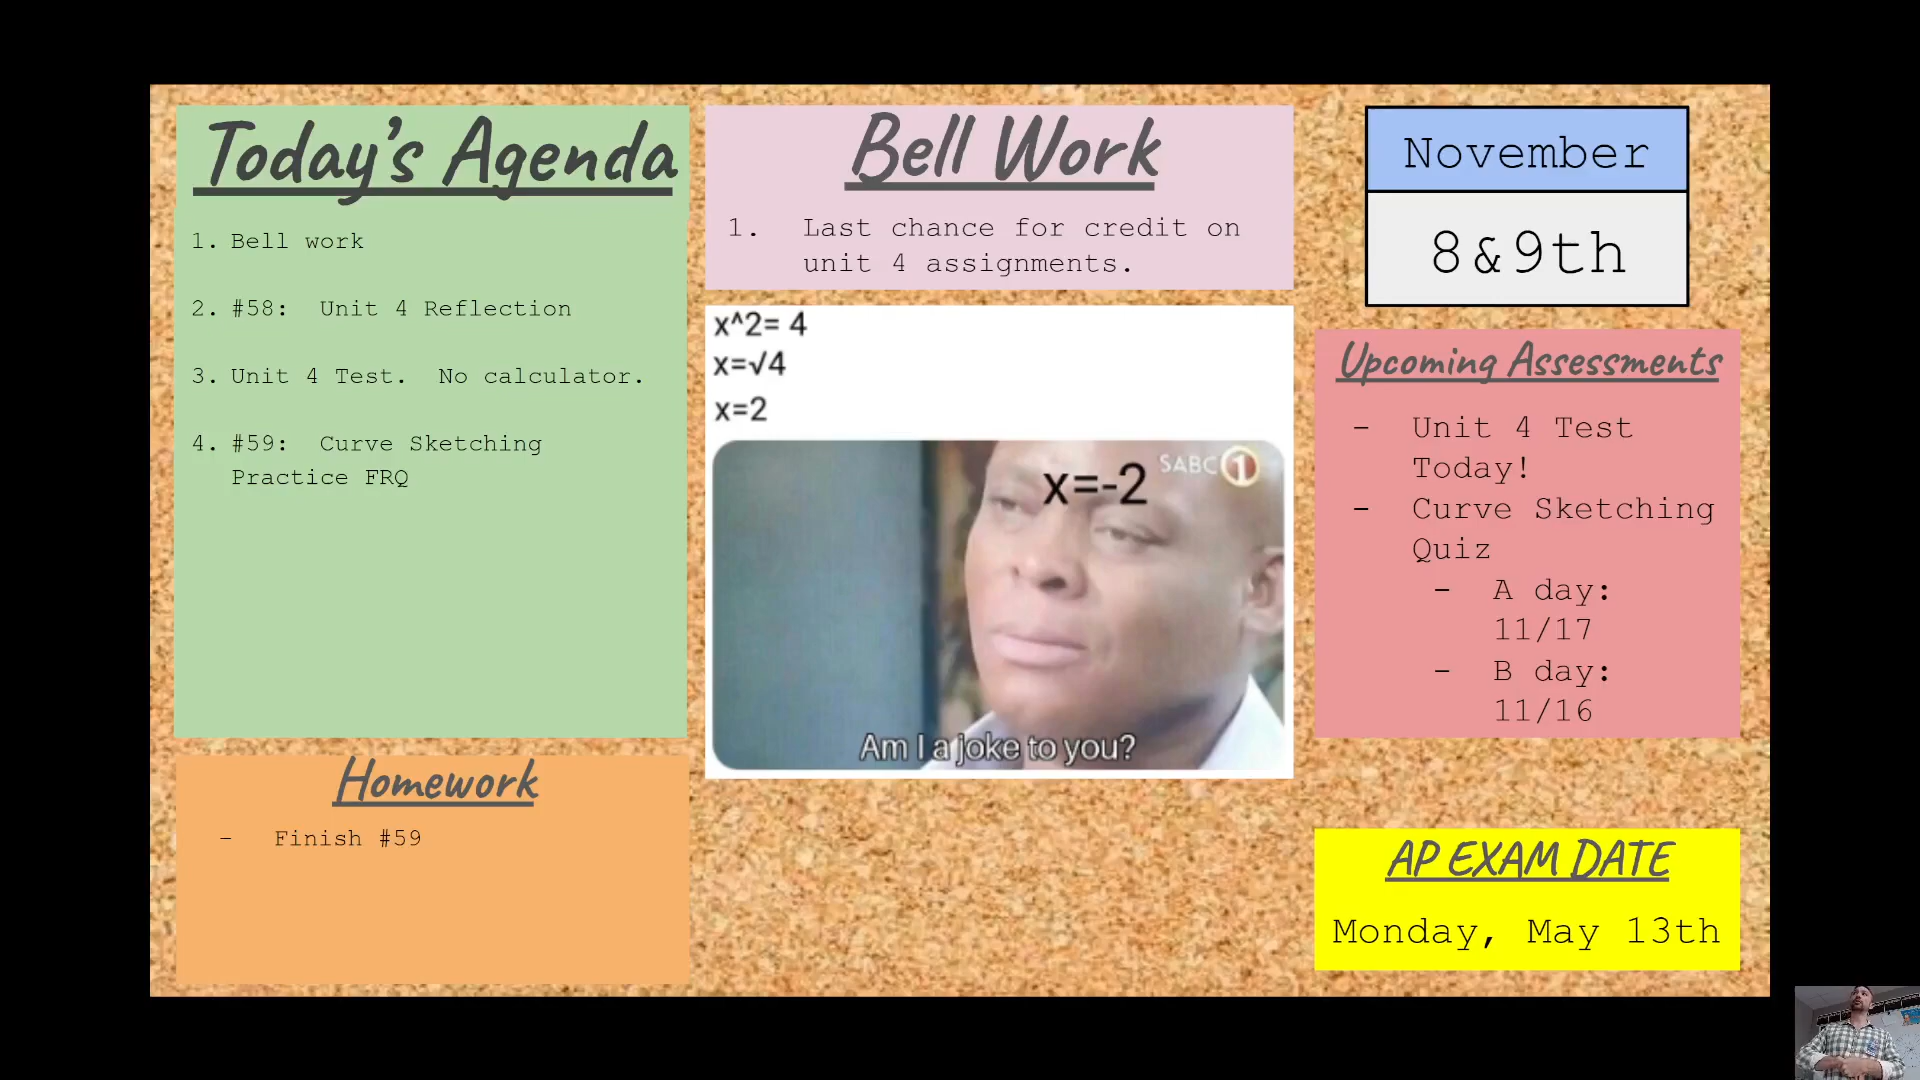 Today's Agenda
1. Bell work
2. #58: Unit 4 Reflection
3. Unit 4 Test. No calculator.
4. #59: Curve Sketching
Practice FRQ
Homework
- Finish #59
Bell Work
1. Last chance for credit on
unit 4 assignments.
x^2= 4
x=√4
x=2
x=-2
SABC 1
Am I a joke to you?
November
8&9th
Upcoming Assessments
- Unit 4 Test
Today!
- Curve Sketching
Quiz
- A day:
11/17
- B day:
11/16
AP EXAM DATE
Monday, May 13th